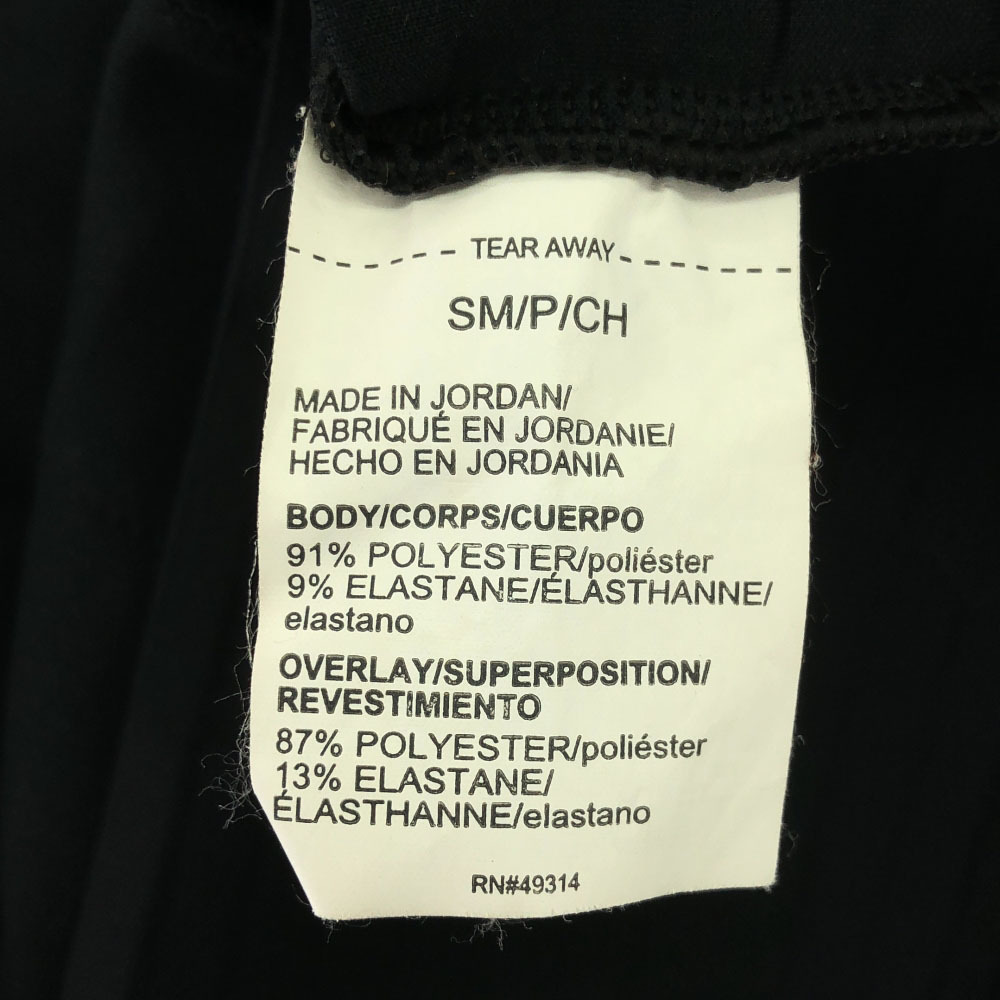 TEAR AWAY
SM/P/CH
MADE IN JORDAN/
FABRIQUÉ EN JORDANIE/
HECHO EN JORDANIA
BODY/CORPS/CUERPO
91% POLYESTER/poliéster
9% ELASTANE/ÉLASTHANNE/
elastano
OVERLAY/SUPERPOSITION/
REVESTIMIENTO
87% POLYESTER/poliéster
13% ELASTANE/
ÉLASTHANNE/elastano
RN#49314